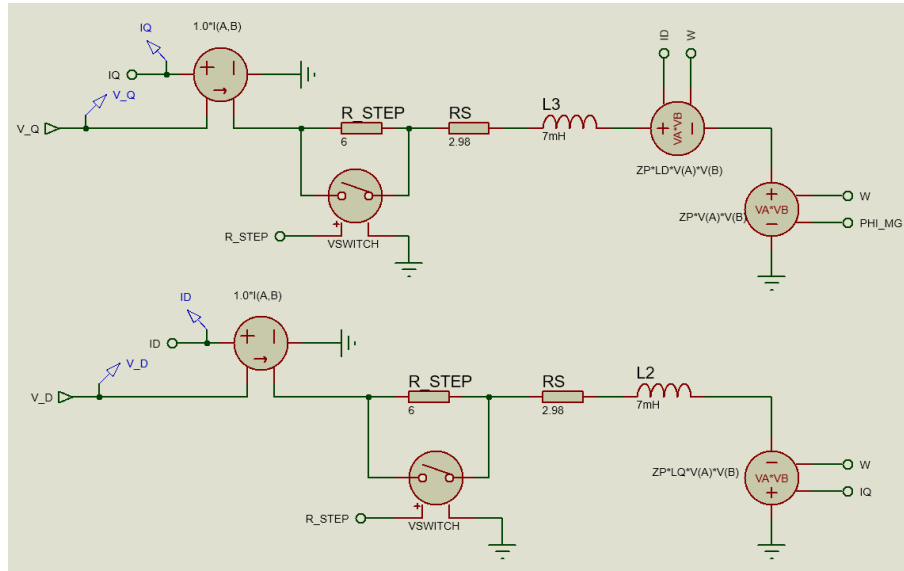 1.0*I(A,B)
IQ
IQ
V_Q
V_Q
+
R_STEP
6
RS
2.98
L3
7mH
ID
W
+
VA*VB
ZP*LD*V(A)*V(B)
+
VA*VB
ZP*V(A)*V(B)
W
PHI_MG
R_STEP
+
VSWITCH
1.0*I(A,B)
ID
ID
V_D
V_D
+
R_STEP
6
RS
2.98
L2
7mH
VA*VB
+
ZP*LQ*V(A)*V(B)
W
IQ
R_STEP
+
VSWITCH